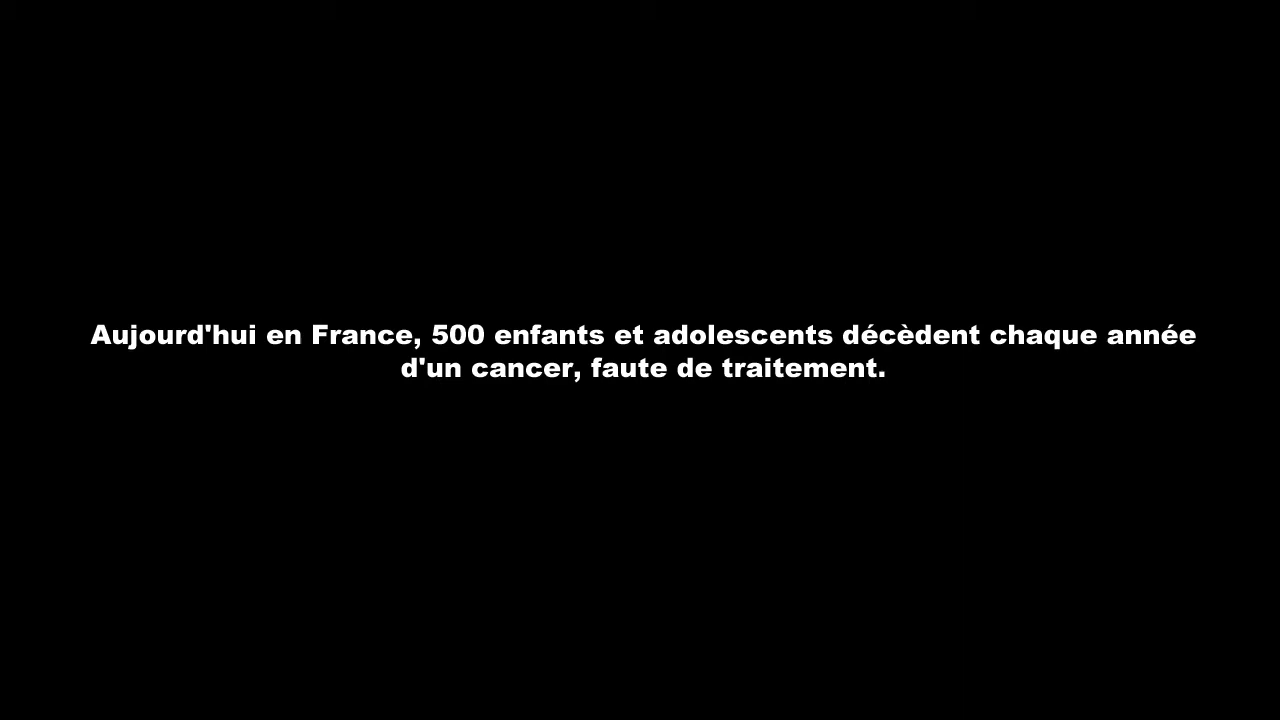 Aujourd'hui en France, 500 enfants et adolescents décèdent chaque année
d'un cancer, faute de traitement.